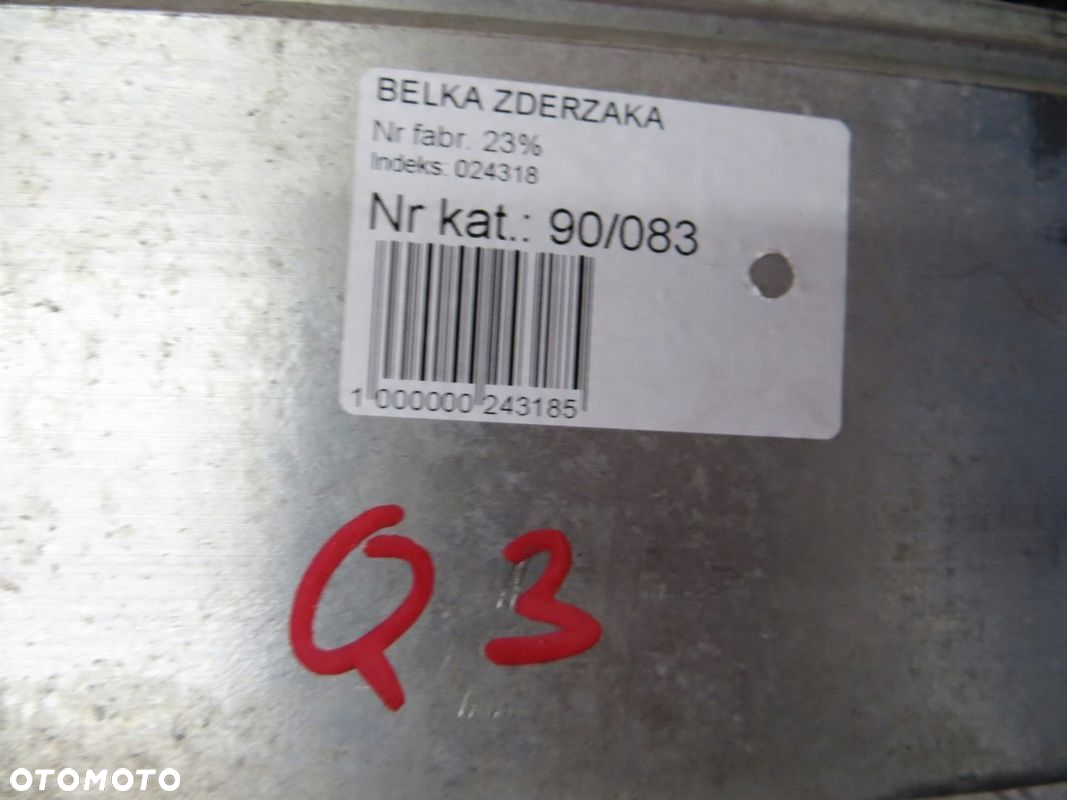 BELKA ZDERZAKA
Nr fabr. 23%
Indeks: 024318
Nr kat.: 90/083
1 000000 243185
Q3
OTOMOTO